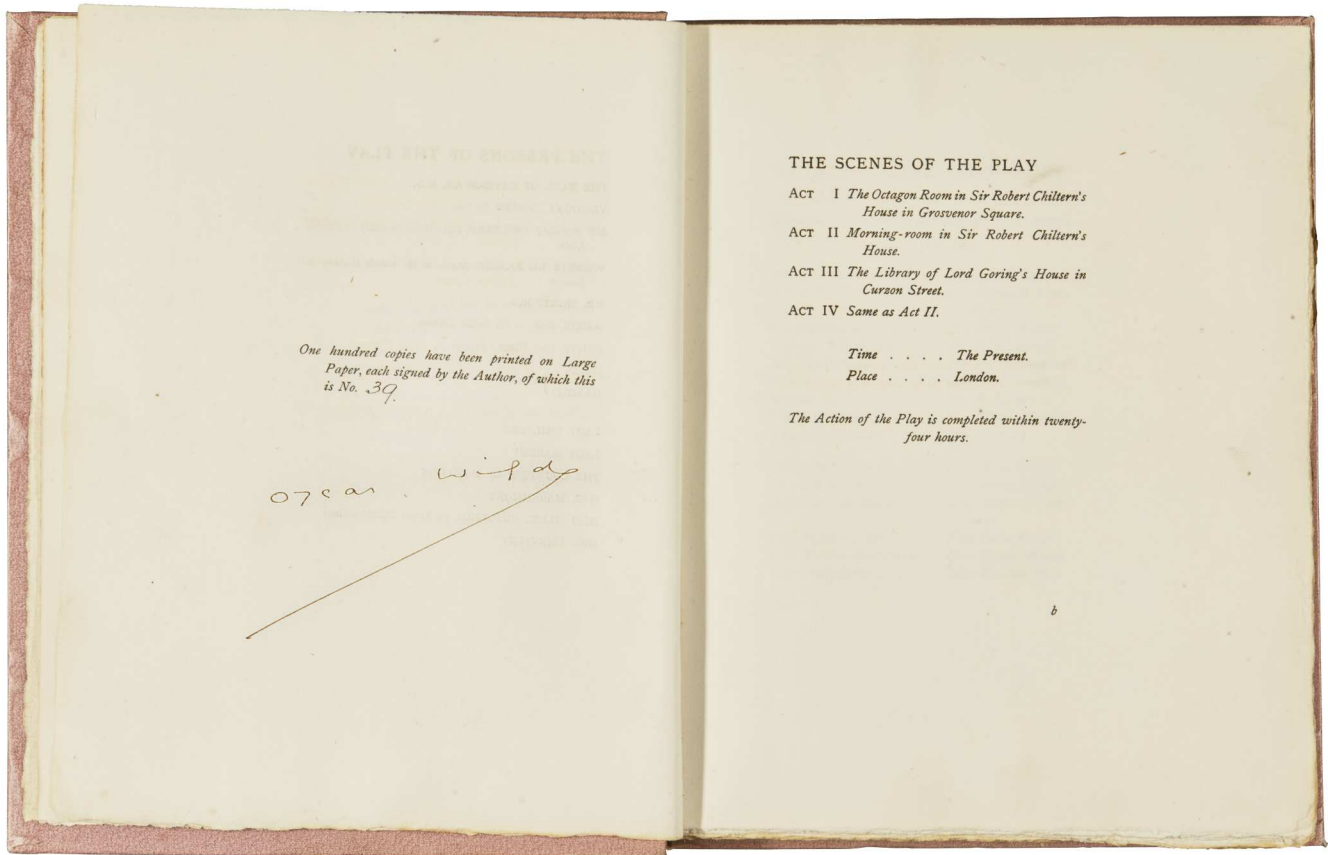 One hundred copies have been printed on Large
Paper, each signed by the Author, of which this
is No. 39.
Oscar. Wilde
THE SCENES OF THE PLAY
ACT I The Octagon Room in Sir Robert Chiltern's
House in Grosvenor Square.
ACT II Morning-room in Sir Robert Chiltern's
House.
ACT III The Library of Lord Goring's House in
Curzon Street.
ACT IV Same as Act II.
Time . . . . The Present.
Place . . . . London.
The Action of the Play is completed within twenty-
four hours.
b